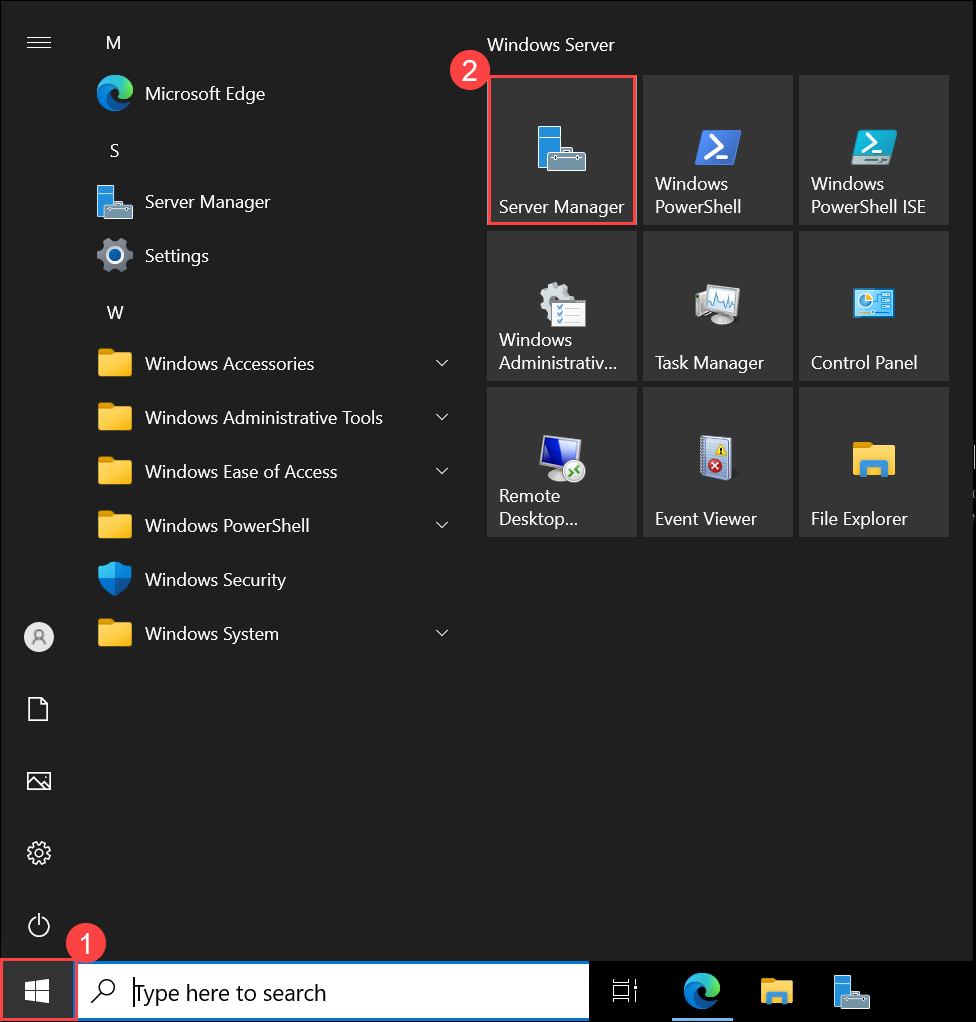 M
Microsoft Edge
S
Server Manager
Settings
W
Windows Accessories
Windows Administrative Tools
Windows Ease of Access
Windows PowerShell
Windows Security
Windows System
Windows Server
2
Server Manager
Windows
PowerShell
Windows
PowerShell ISE
Windows
Administrativ...
Task Manager
Control Panel
Remote
Desktop...
Event Viewer
File Explorer
1
Type here to search